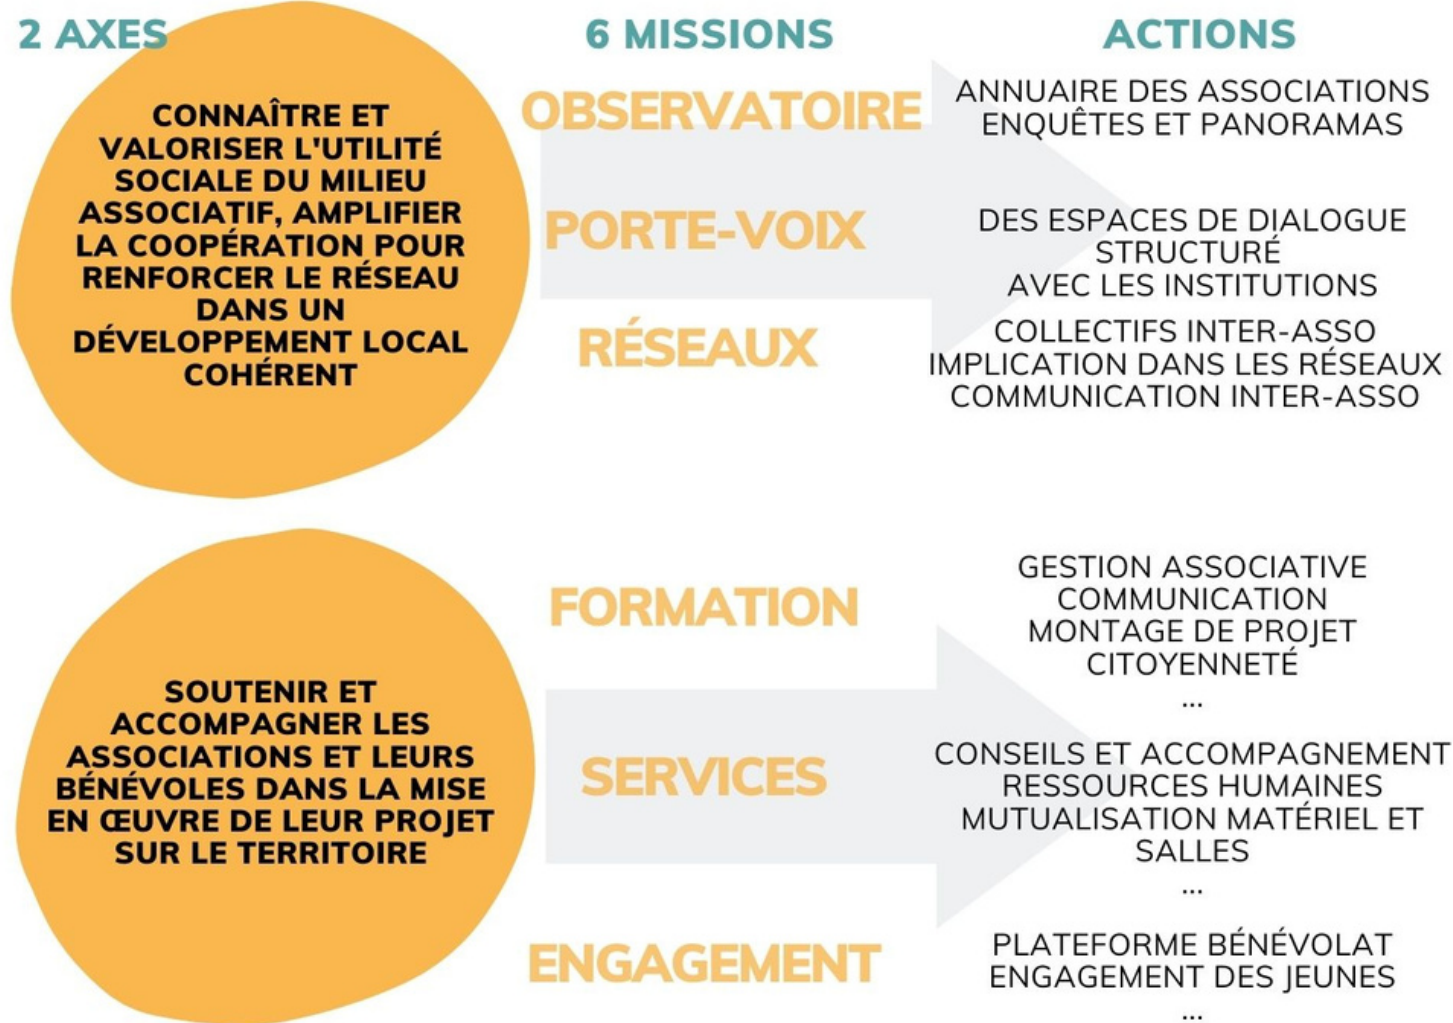 2 AXES
6 MISSIONS
ACTIONS
CONNAÎTRE ET
VALORISER L'UTILITÉ
SOCIALE DU MILIEU
ASSOCIATIF, AMPLIFIER
LA COOPÉRATION POUR
RENFORCER LE RÉSEAU
DANS UN
DÉVELOPPEMENT LOCAL
COHÉRENT
OBSERVATOIRE
ANNUAIRE DES ASSOCIATIONS
ENQUÊTES ET PANORAMAS
PORTE-VOIX
DES ESPACES DE DIALOGUE
STRUCTURÉ
AVEC LES INSTITUTIONS
RÉSEAUX
COLLECTIFS INTER-ASSO
IMPLICATION DANS LES RÉSEAUX
COMMUNICATION INTER-ASSO
SOUTENIR ET
ACCOMPAGNER LES
ASSOCIATIONS ET LEURS
BÉNÉVOLES DANS LA MISE
EN ŒUVRE DE LEUR PROJET
SUR LE TERRITOIRE
FORMATION
GESTION ASSOCIATIVE
COMMUNICATION
MONTAGE DE PROJET
CITOYENNETÉ
...
SERVICES
CONSEILS ET ACCOMPAGNEMENT
RESSOURCES HUMAINES
MUTUALISATION MATÉRIEL ET
SALLES
...
ENGAGEMENT
PLATEFORME BÉNÉVOLAT
ENGAGEMENT DES JEUNES
...